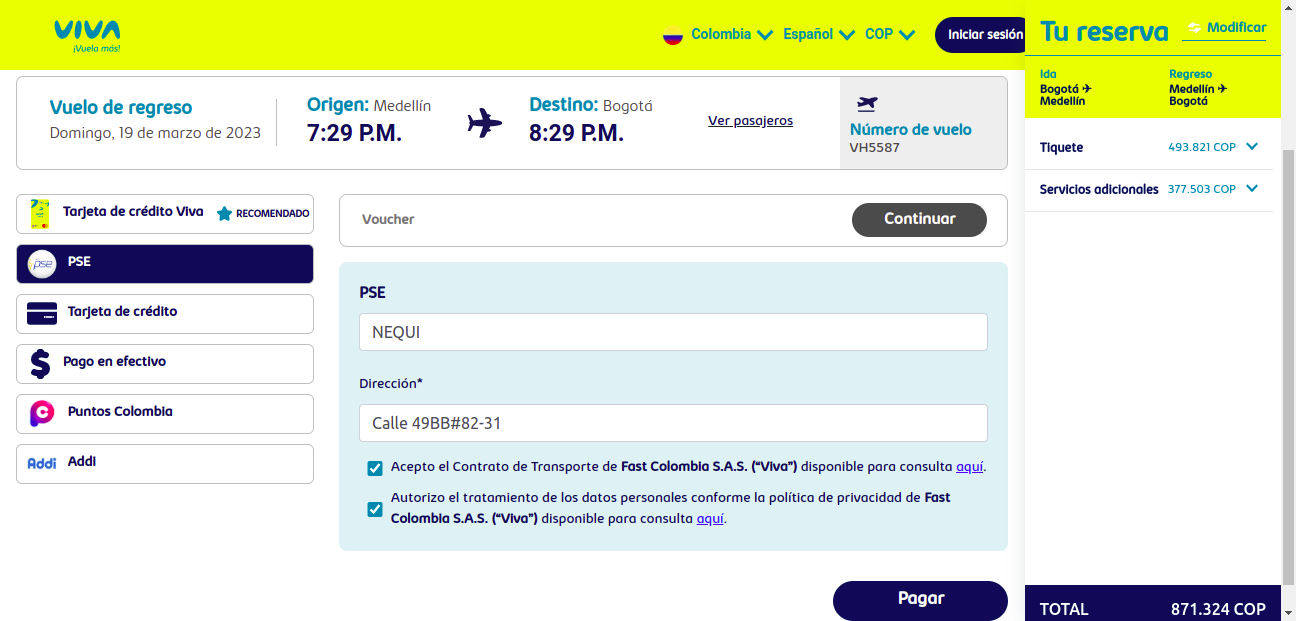 VIVA
¡Vuela más!
Colombia Español COP Iniciar sesión
Tu reserva Modificar
Ida Regreso
Bogotá ✈ Medellín ✈
Medellín Bogotá
Tiquete 493.821 COP
Servicios adicionales 377.503 COP
Vuelo de regreso
Domingo, 19 de marzo de 2023
Origen: Medellín
7:29 P.M.
Destino: Bogotá
8:29 P.M.
Ver pasajeros
Número de vuelo
VH5587
Tarjeta de crédito Viva RECOMENDADO
pse PSE
Tarjeta de crédito
Pago en efectivo
Puntos Colombia
Addi Addi
Voucher Continuar
PSE
NEQUI
Dirección*
Calle 49BB#82-31
Acepto el Contrato de Transporte de Fast Colombia S.A.S. (“Viva”) disponible para consulta aquí.
Autorizo el tratamiento de los datos personales conforme la política de privacidad de Fast
Colombia S.A.S. (“Viva”) disponible para consulta aquí.
Pagar
TOTAL 871.324 COP